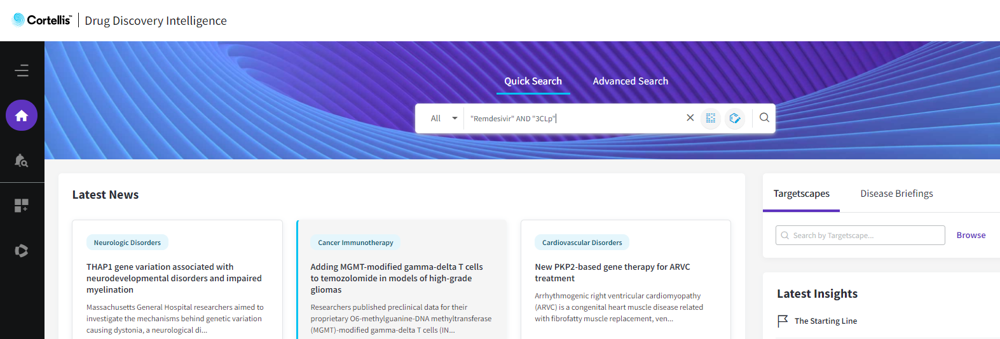 Cortellis™ | Drug Discovery Intelligence
Quick Search
Advanced Search
All
"Remdesivir" AND "3CLp"
Latest News
Neurologic Disorders
THAP1 gene variation associated with
neurodevelopmental disorders and impaired
myelination
Massachusetts General Hospital researchers aimed to
investigate the mechanisms behind genetic variation
causing dystonia, a neurological di...
Cancer Immunotherapy
Adding MGMT-modified gamma-delta T cells
to temozolomide in models of high-grade
gliomas
Researchers published preclinical data for their
proprietary O6-methylguanine-DNA methyltransferase
(MGMT)-modified gamma-delta T cells (IN...
Cardiovascular Disorders
New PKP2-based gene therapy for ARVC
treatment
Arrhythmogenic right ventricular cardiomyopathy
(ARVC) is a congenital heart muscle disease related
with fibrofatty muscle replacement, ven...
Targetscapes
Disease Briefings
Search by Targetscape...
Browse
Latest Insights
The Starting Line